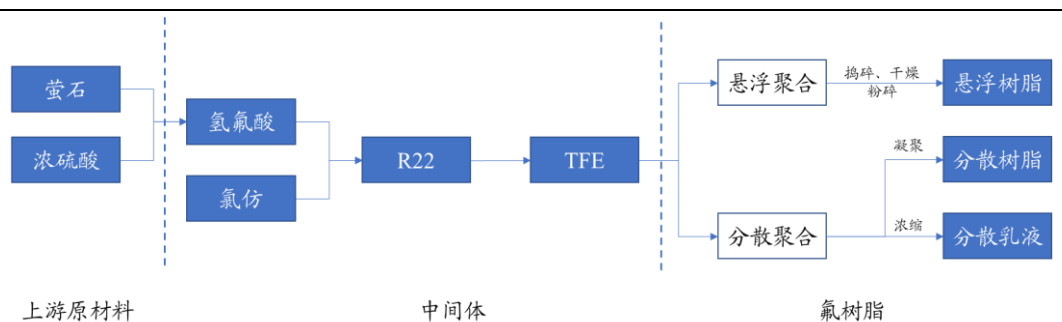 萤石
浓硫酸
氢氟酸
氯仿
R22
TFE
悬浮聚合
捣碎、干燥
粉碎
悬浮树脂
凝聚
分散树脂
分散聚合
浓缩
分散乳液
上游原材料
中间体
氟树脂